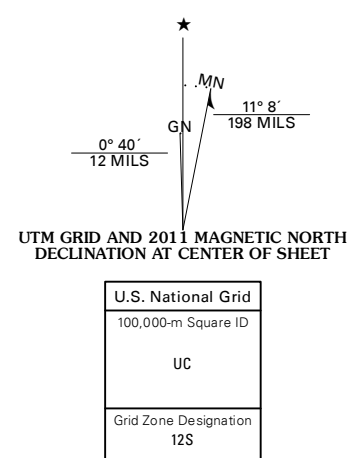 ★
MN
GN
11° 8´
198 MILS
0° 40´
12 MILS
UTM GRID AND 2011 MAGNETIC NORTH
DECLINATION AT CENTER OF SHEET
U.S. National Grid
100,000-m Square ID
UC
Grid Zone Designation
12S